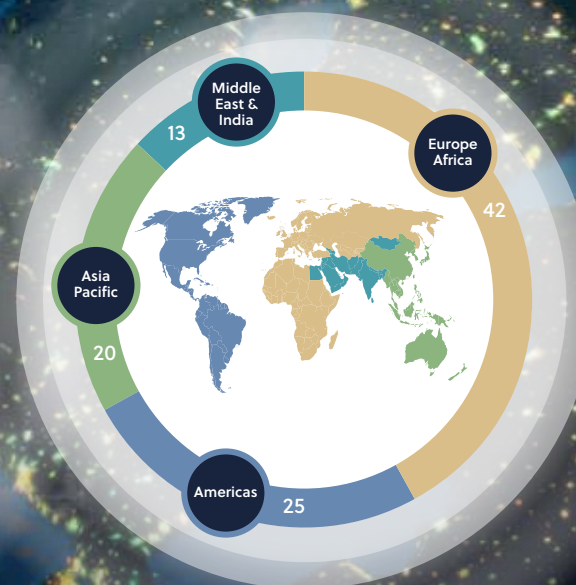 Middle
East &
India
13
Europe
Africa
42
Asia
Pacific
20
Americas
25